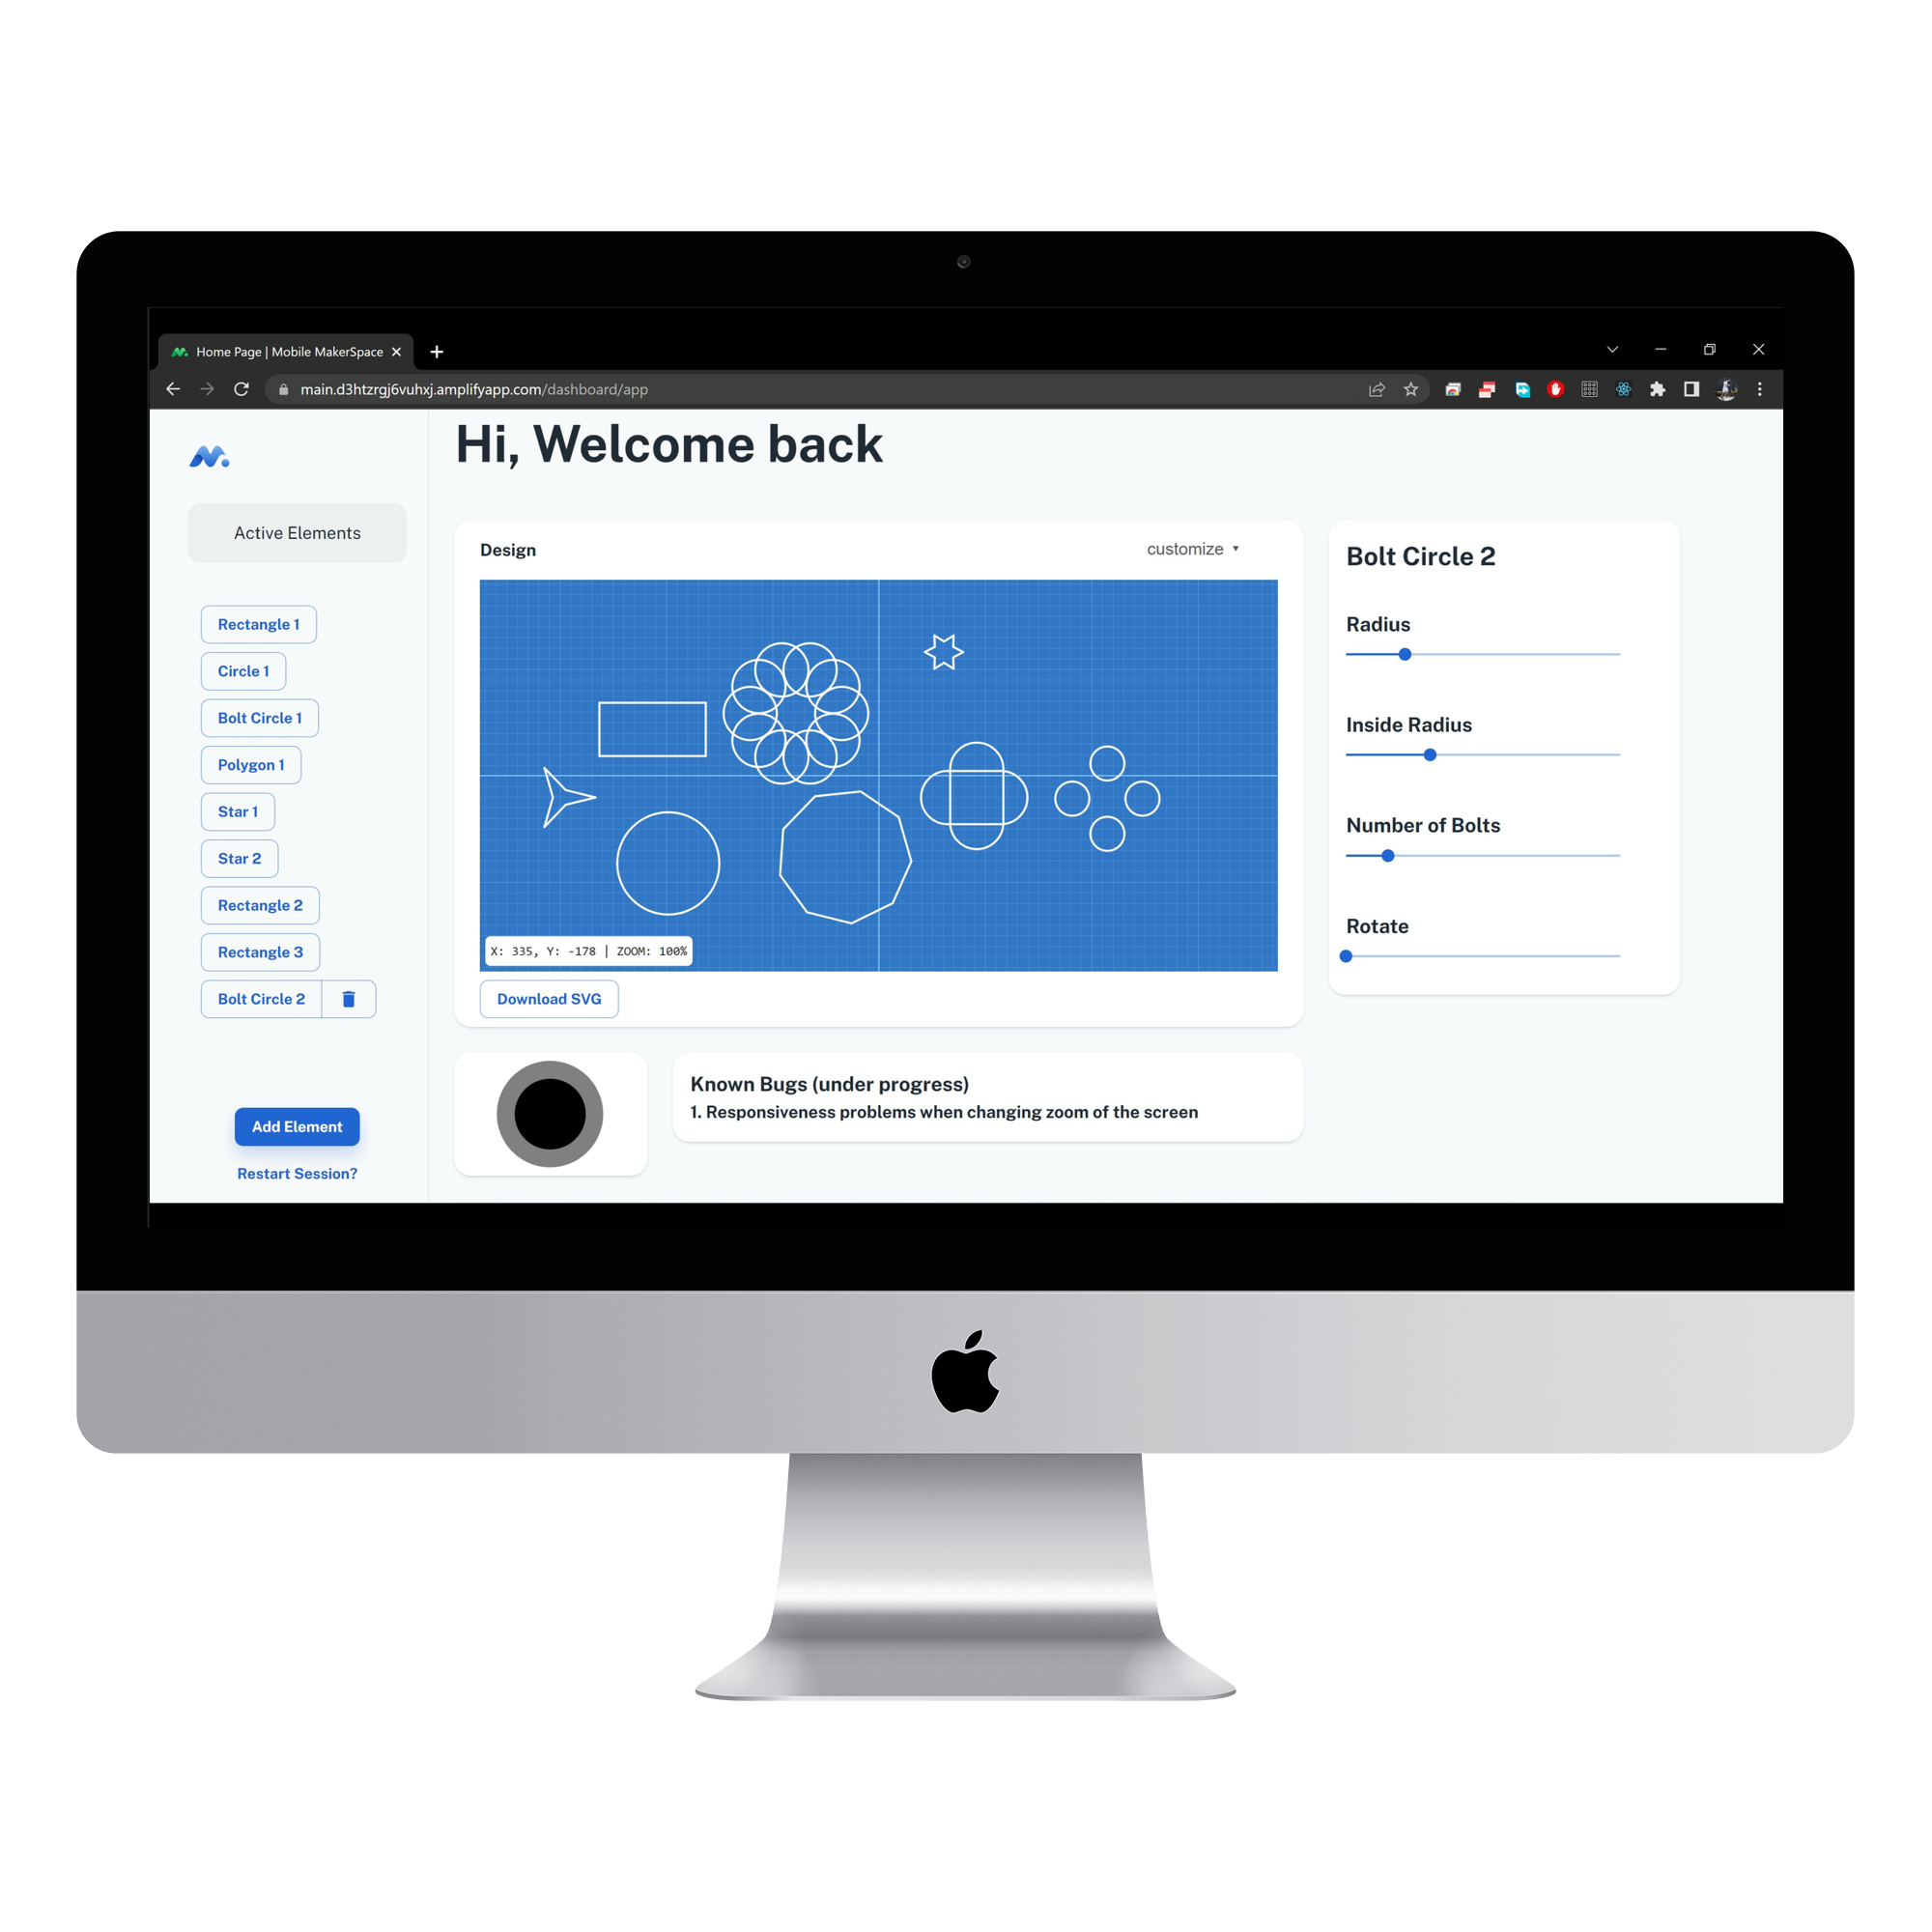 Home Page | Mobile MakerSpace
main.d3htzrgj6vuhxj.amplifyapp.com/dashboard/app
Hi, Welcome back
Active Elements
Rectangle 1
Circle 1
Bolt Circle 1
Polygon 1
Star 1
Star 2
Rectangle 2
Rectangle 3
Bolt Circle 2
Add Element
Restart Session?
Design
customize
X: 335, Y: -178 | ZOOM: 100%
Download SVG
Known Bugs (under progress)
1. Responsiveness problems when changing zoom of the screen
Bolt Circle 2
Radius
Inside Radius
Number of Bolts
Rotate